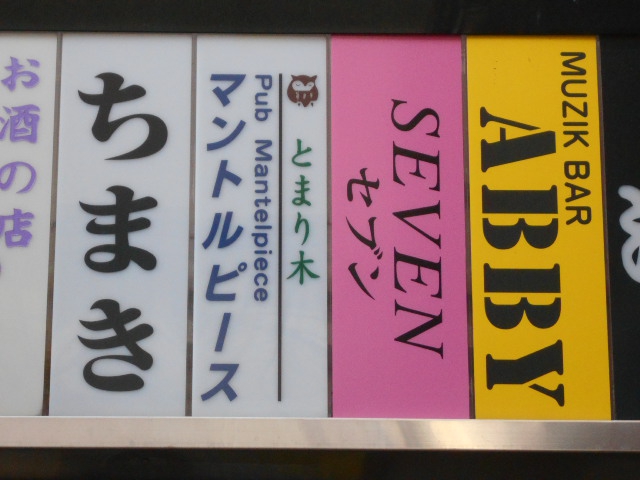 MUZIK BAR
ABBY
SEVEN
セブン
とまり木
Pub Mantelpiece
マントルピース
ちまき
お酒の店